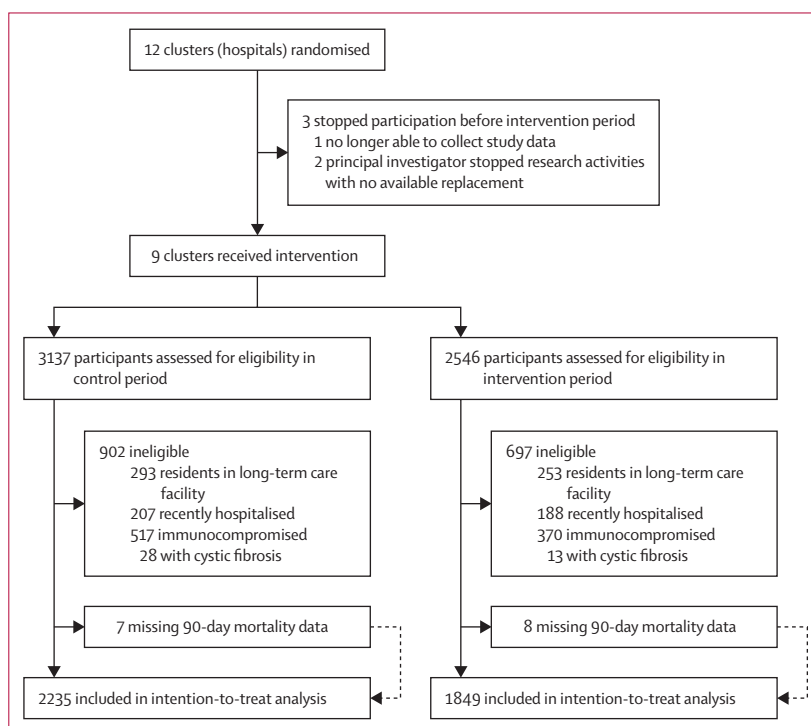 12 clusters (hospitals) randomised
3 stopped participation before intervention period
1 no longer able to collect study data
2 principal investigator stopped research activities
with no available replacement
9 clusters received intervention
3137 participants assessed for eligibility in
control period
2546 participants assessed for eligibility in
intervention period
902 ineligible
293 residents in long-term care
facility
207 recently hospitalised
517 immunocompromised
28 with cystic fibrosis
697 ineligible
253 residents in long-term care
facility
188 recently hospitalised
370 immunocompromised
13 with cystic fibrosis
7 missing 90-day mortality data
8 missing 90-day mortality data
2235 included in intention-to-treat analysis
1849 included in intention-to-treat analysis